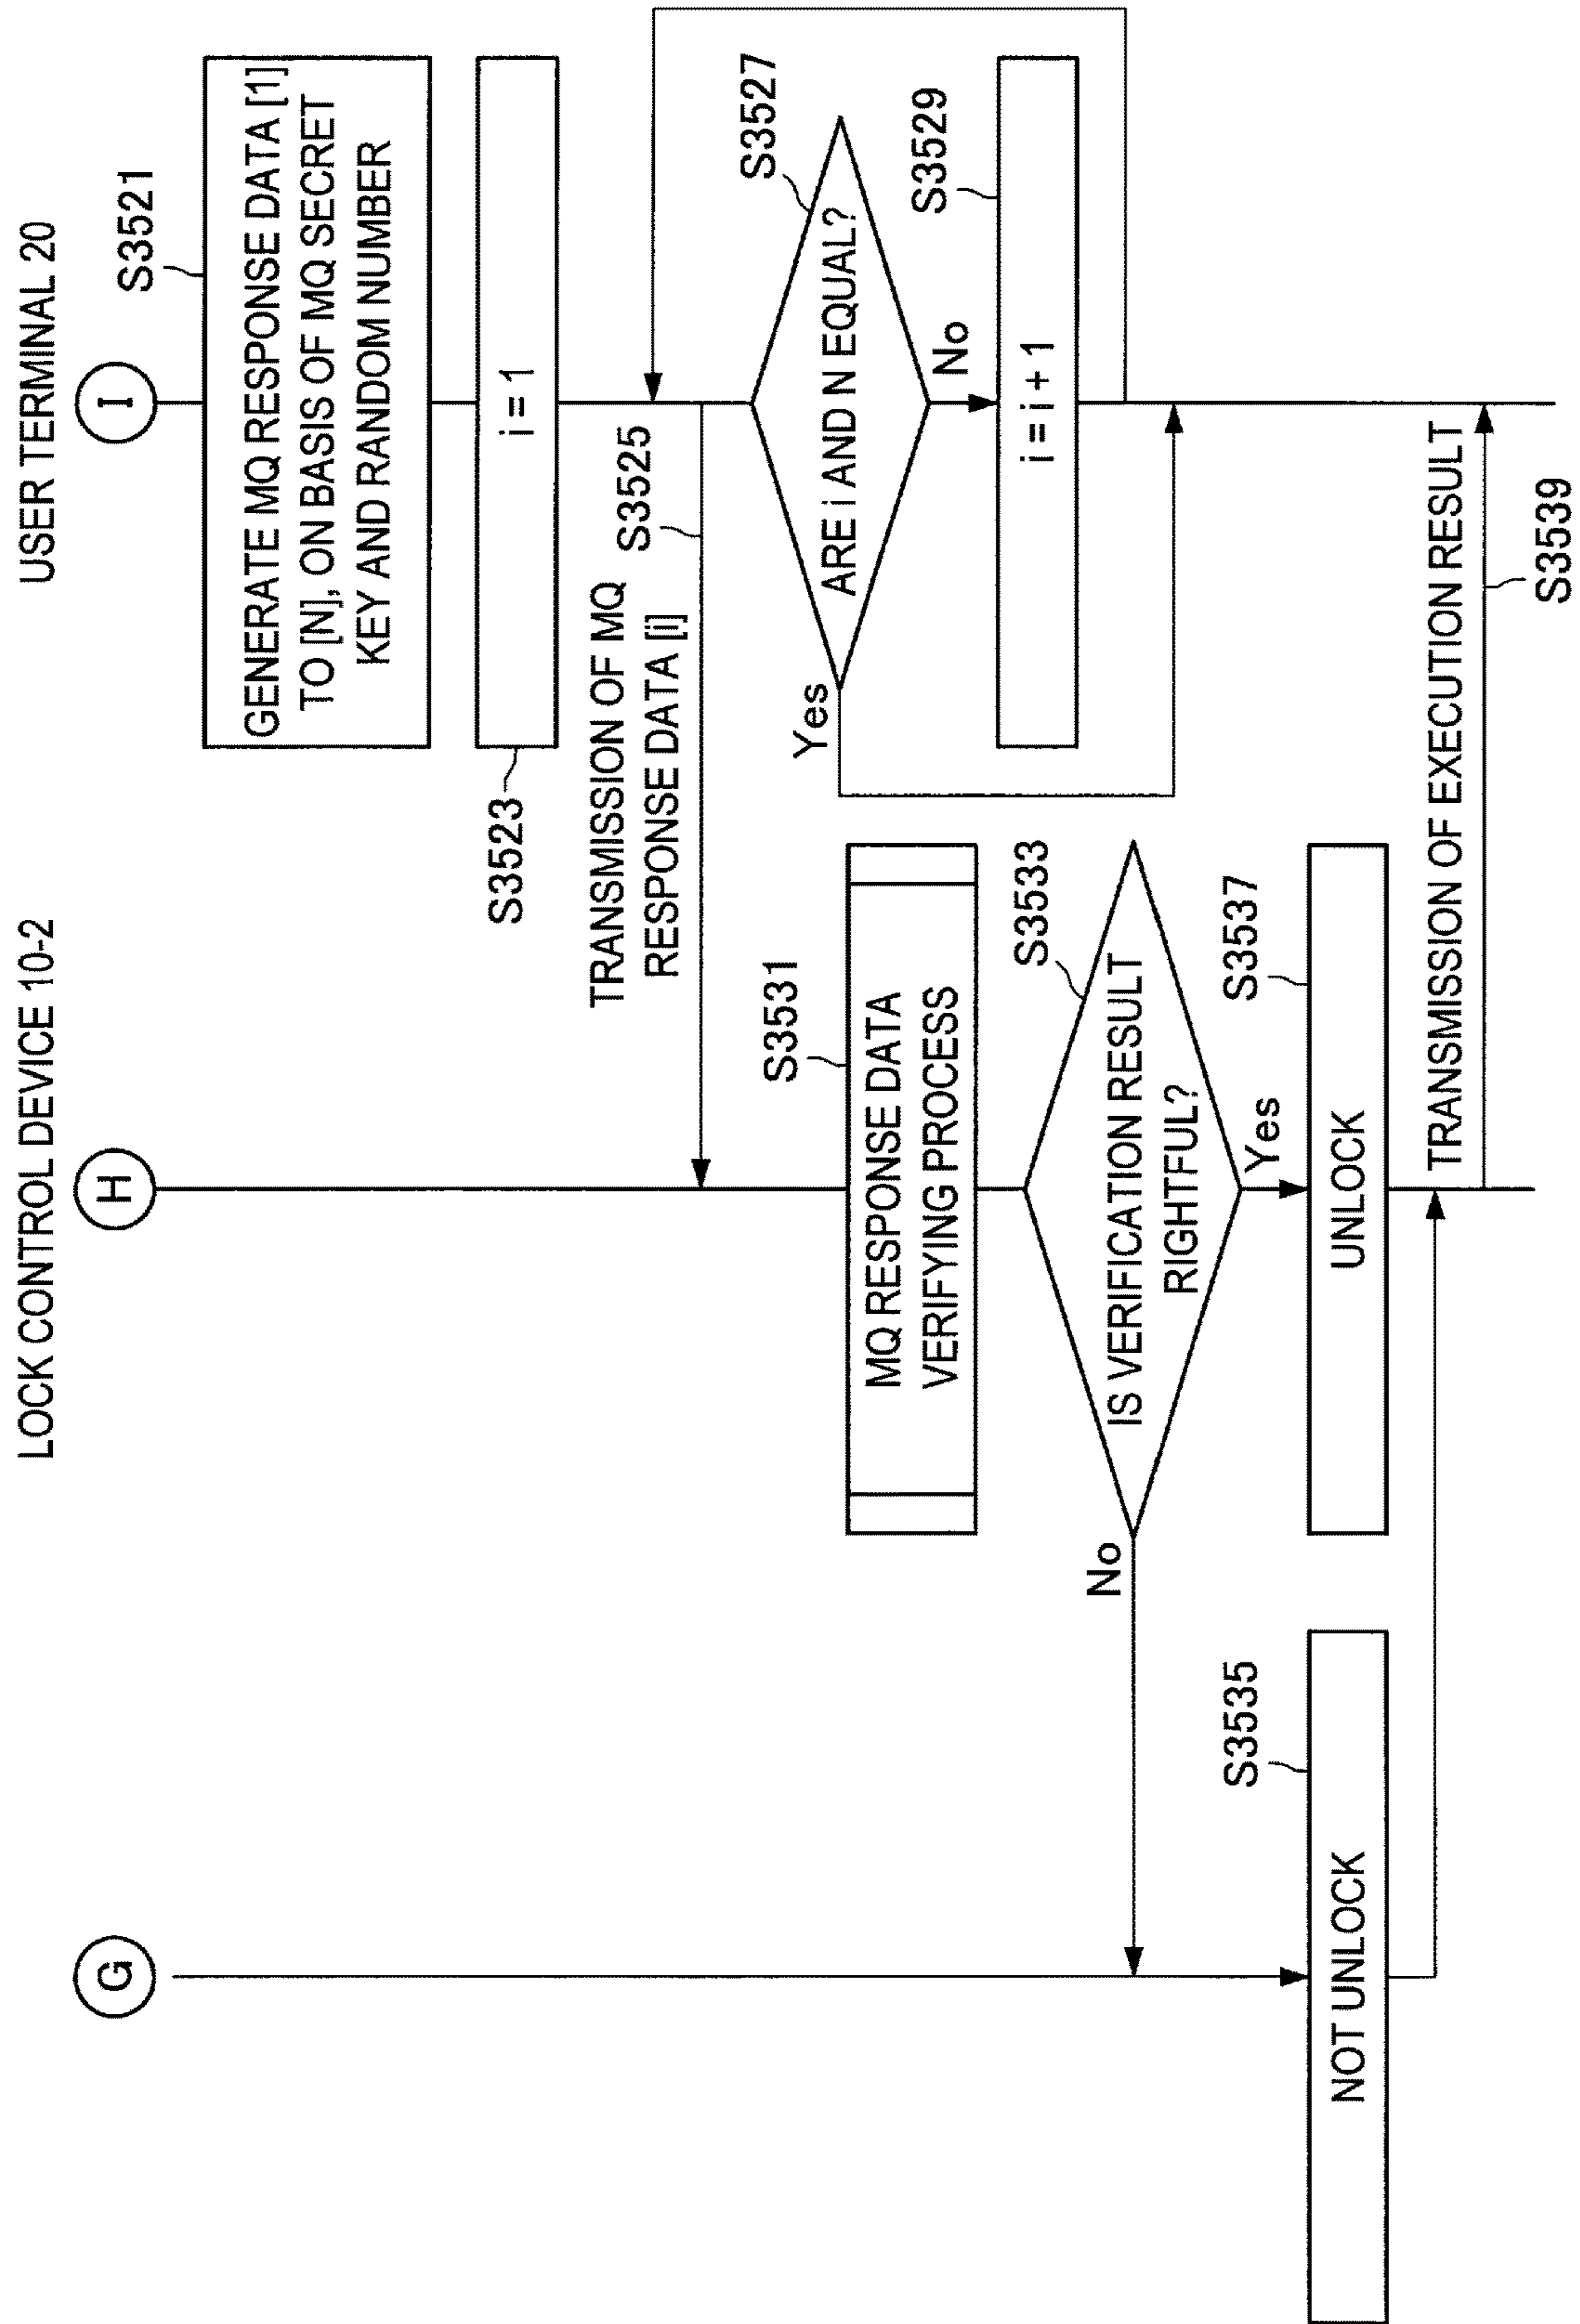 LOCK CONTROL DEVICE 10-2
USER TERMINAL 20
G
H
I
S3521
GENERATE MQ RESPONSE DATA [1]
TO [N], ON BASIS OF MQ SECRET
KEY AND RANDOM NUMBER
i = 1
S3523
TRANSMISSION OF MQ
RESPONSE DATA [i]
S3525
S3527
ARE i AND N EQUAL?
Yes
No
S3529
i = i + 1
S3531
MQ RESPONSE DATA
VERIFYING PROCESS
S3533
IS VERIFICATION RESULT
RIGHTFUL?
No
Yes
S3535
NOT UNLOCK
S3537
UNLOCK
TRANSMISSION OF EXECUTION RESULT
S3539